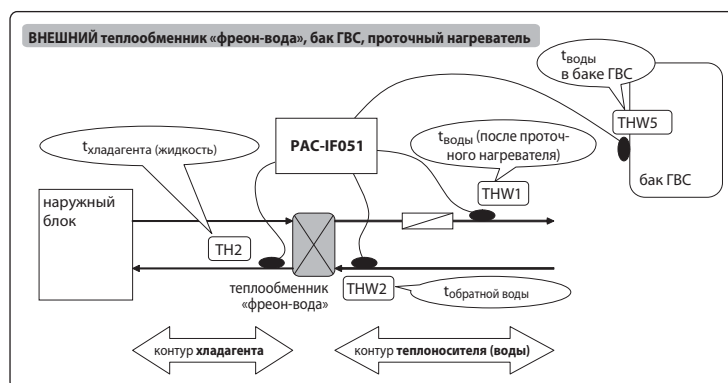 ВНЕШНИЙ теплообменник «фреон-вода», бак ГВС, проточный нагреватель
tводы
в баке ГВС
THW5
бак ГВС
PAC-IF051
tводы (после проточ-
ного нагревателя)
THW1
tхладагента (жидкость)
наружный
блок
TH2
теплообменник
«фреон-вода»
THW2
tобратной воды
контур хладагента
контур теплоносителя (воды)